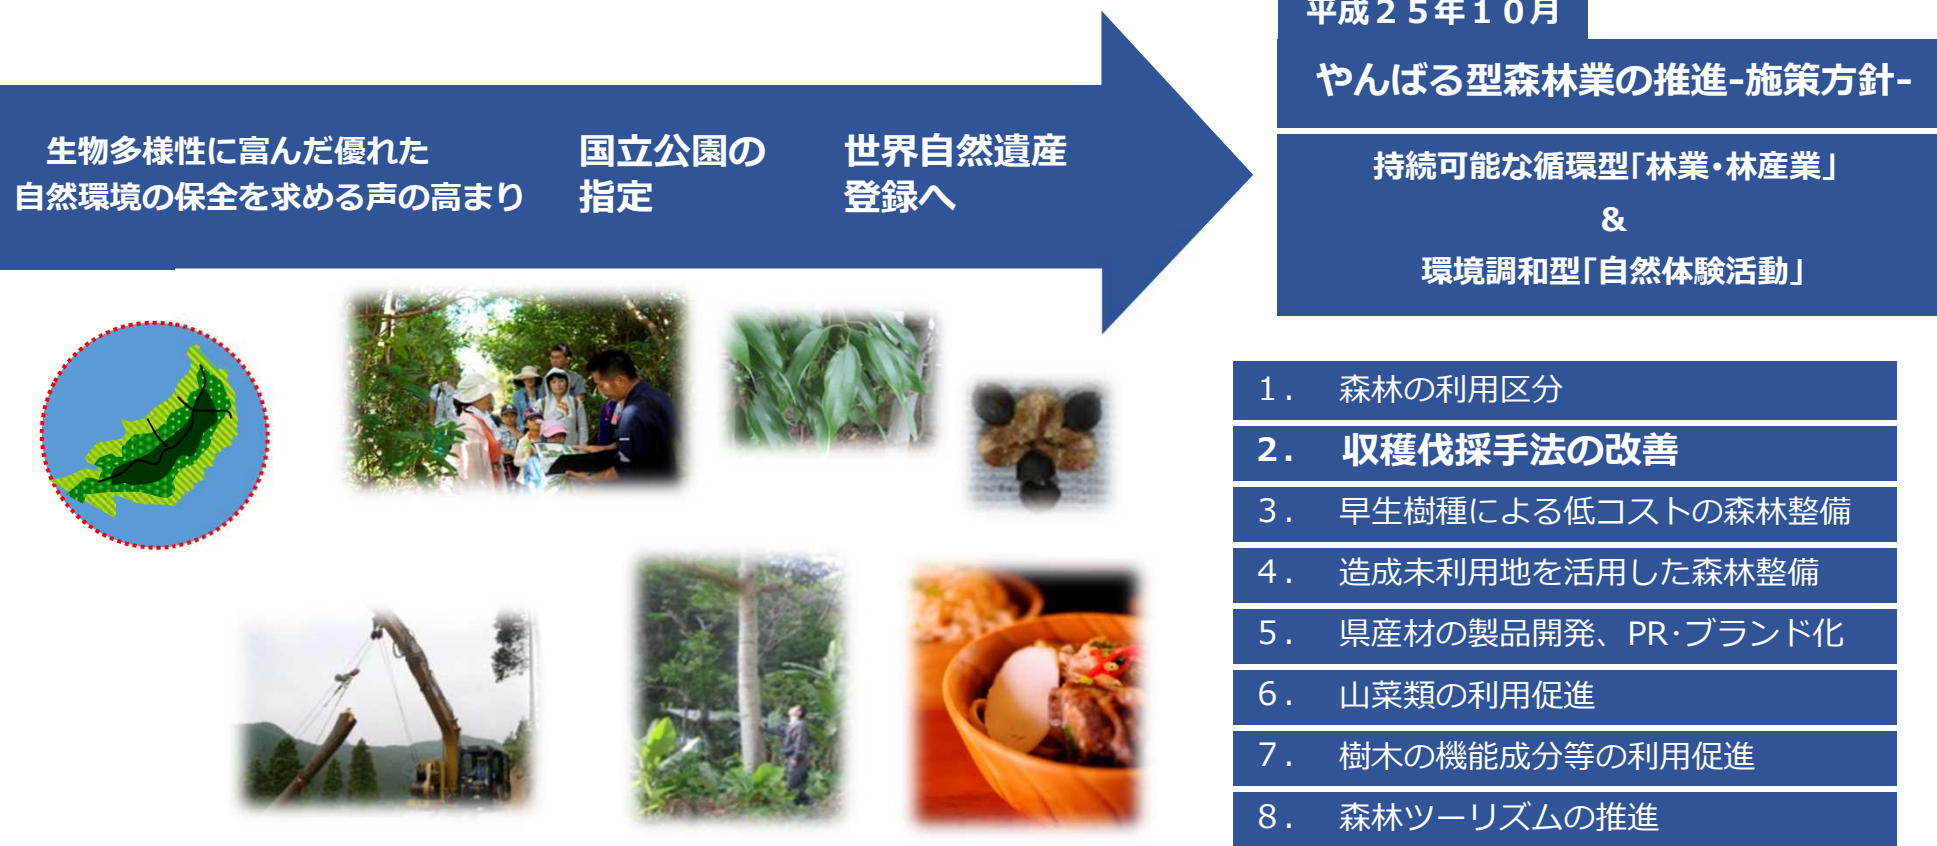 生物多様性に富んだ優れた
自然環境の保全を求める声の高まり
国立公園の
指定
世界自然遺産
登録へ
平成２５年１０月
やんばる型森林業の推進-施策方針-
持続可能な循環型｢林業･林産業｣
&
環境調和型｢自然体験活動｣
１． 森林の利用区分
２． 収穫伐採手法の改善
３． 早生樹種による低コストの森林整備
４． 造成未利用地を活用した森林整備
５． 県産材の製品開発、PR･ブランド化
６． 山菜類の利用促進
７． 樹木の機能成分等の利用促進
８． 森林ツーリズムの推進